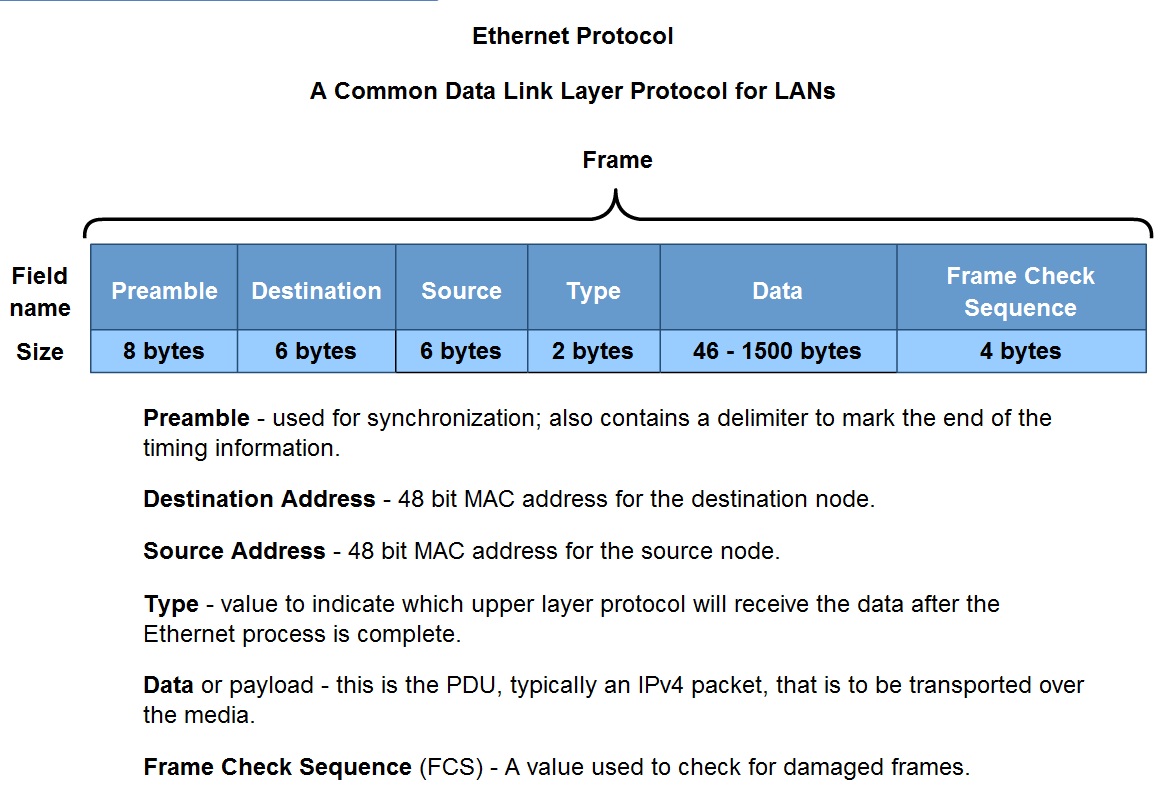 Ethernet Protocol
A Common Data Link Layer Protocol for LANs
Frame
Field name
Preamble
Destination
Source
Type
Data
Frame Check
Sequence
Size
8 bytes
6 bytes
6 bytes
2 bytes
46 - 1500 bytes
4 bytes
Preamble - used for synchronization; also contains a delimiter to mark the end of the
timing information.
Destination Address - 48 bit MAC address for the destination node.
Source Address - 48 bit MAC address for the source node.
Type - value to indicate which upper layer protocol will receive the data after the
Ethernet process is complete.
Data or payload - this is the PDU, typically an IPv4 packet, that is to be transported over
the media.
Frame Check Sequence (FCS) - A value used to check for damaged frames.